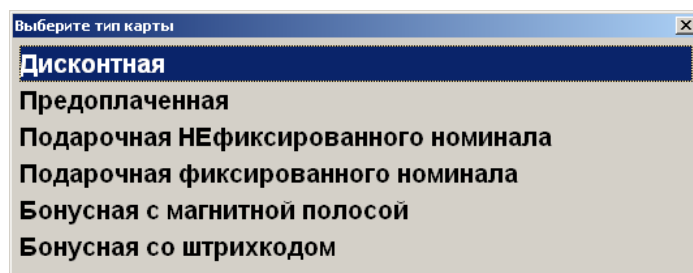 Выберите тип карты
Дисконтная
Предоплаченная
Подарочная НЕфиксированного номинала
Подарочная фиксированного номинала
Бонусная с магнитной полосой
Бонусная со штрихкодом